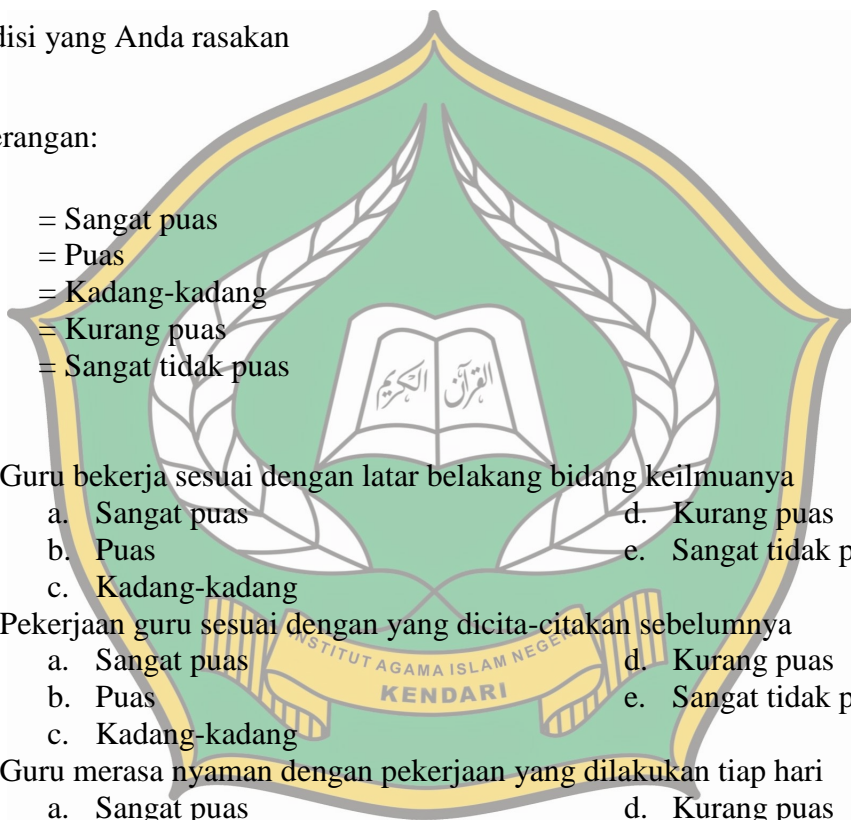 disi yang Anda rasakan
erangan:
= Sangat puas
= Puas
= Kadang-kadang
= Kurang puas
= Sangat tidak puas
القرآن الكريم
Guru bekerja sesuai dengan latar belakang bidang keilmuanya
a. Sangat puas d. Kurang puas
b. Puas e. Sangat tidak p
c. Kadang-kadang
Pekerjaan guru sesuai dengan yang dicita-citakan sebelumnya
a. Sangat puas d. Kurang puas
b. Puas e. Sangat tidak p
c. Kadang-kadang
INSTITUT AGAMA ISLAM NEGERI
KENDARI
Guru merasa nyaman dengan pekerjaan yang dilakukan tiap hari
a. Sangat puas d. Kurang puas